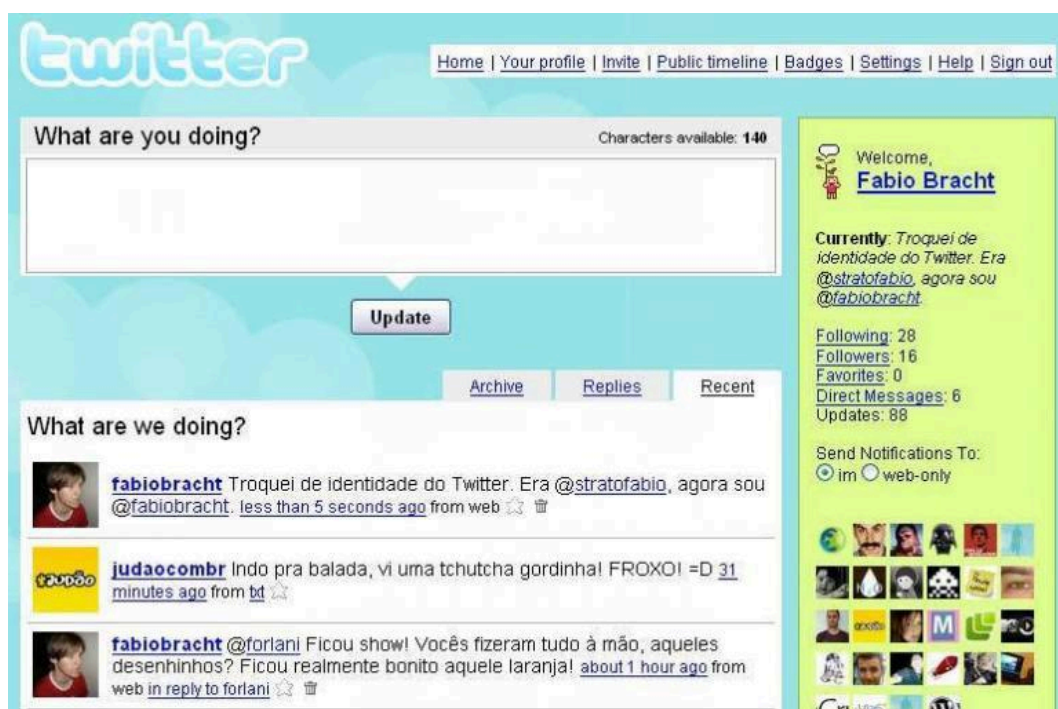 twitter
Home | Your profile | Invite | Public timeline | Badges | Settings | Help | Sign out
What are you doing?
Characters available: 140
Update
Archive
Replies
Recent
What are we doing?
fabiobracht Troquei de identidade do Twitter. Era @stratofabio, agora sou
@fabiobracht. less than 5 seconds ago from web
judaocombr Indo pra balada, vi uma tchutcha gordinha! FROXO! =D 31
minutes ago from txt
fabiobracht @forlani Ficou show! Vocês fizeram tudo à mão, aqueles
desenhinhos? Ficou realmente bonito aquele laranja! about 1 hour ago from
web in reply to forlani
Welcome,
Fabio Bracht
Currently: Troquei de
identidade do Twitter. Era
@stratofabio, agora sou
@fabiobracht.
Following: 28
Followers: 16
Favorites: 0
Direct Messages: 6
Updates: 88
Send Notifications To:
im web-only
M